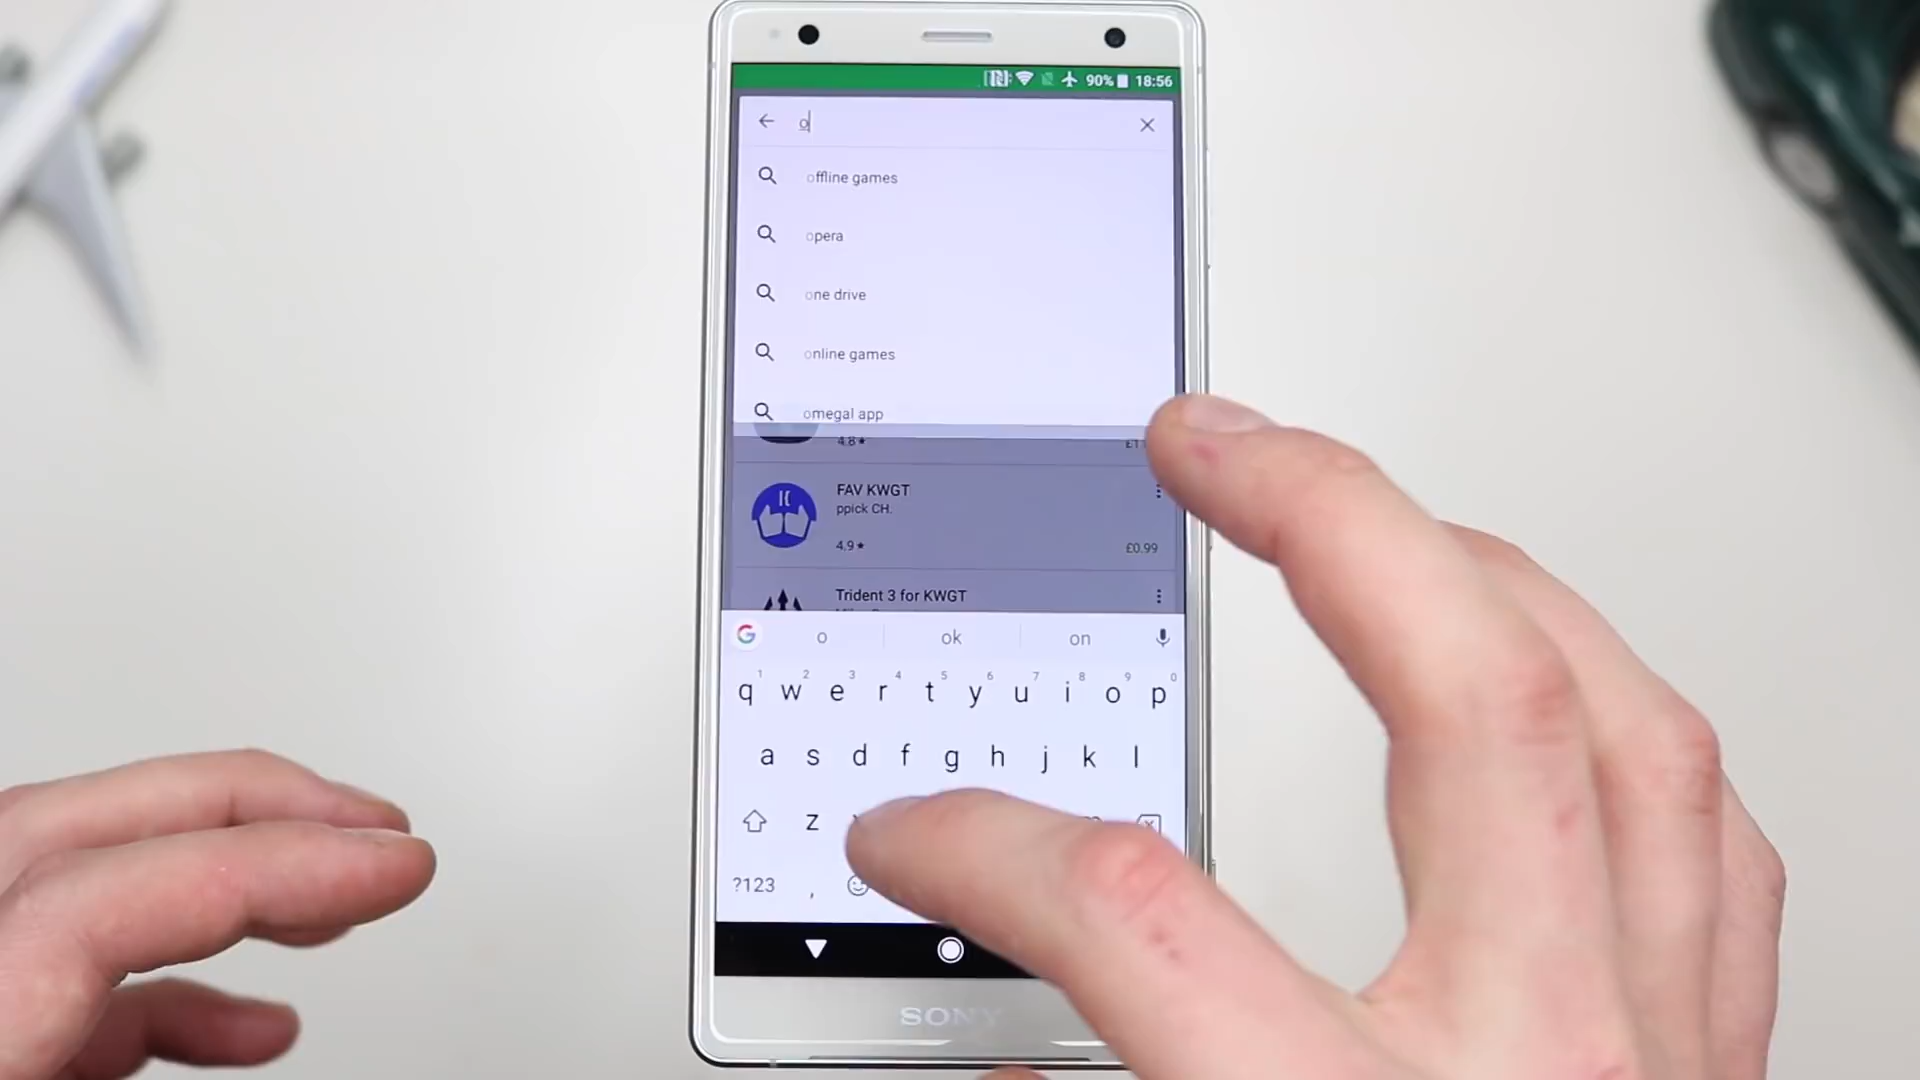 90% 18:56
o
offline games
opera
one drive
online games
omegal app
4.8★
FAV KWGT
ppick CH.
4.9★ £0.99
Trident 3 for KWGT
o ok on
1 2 3 4 5 6 7 8 9 0
q w e r t y u i o p
a s d f g h j k l
z
?123 ,
SONY